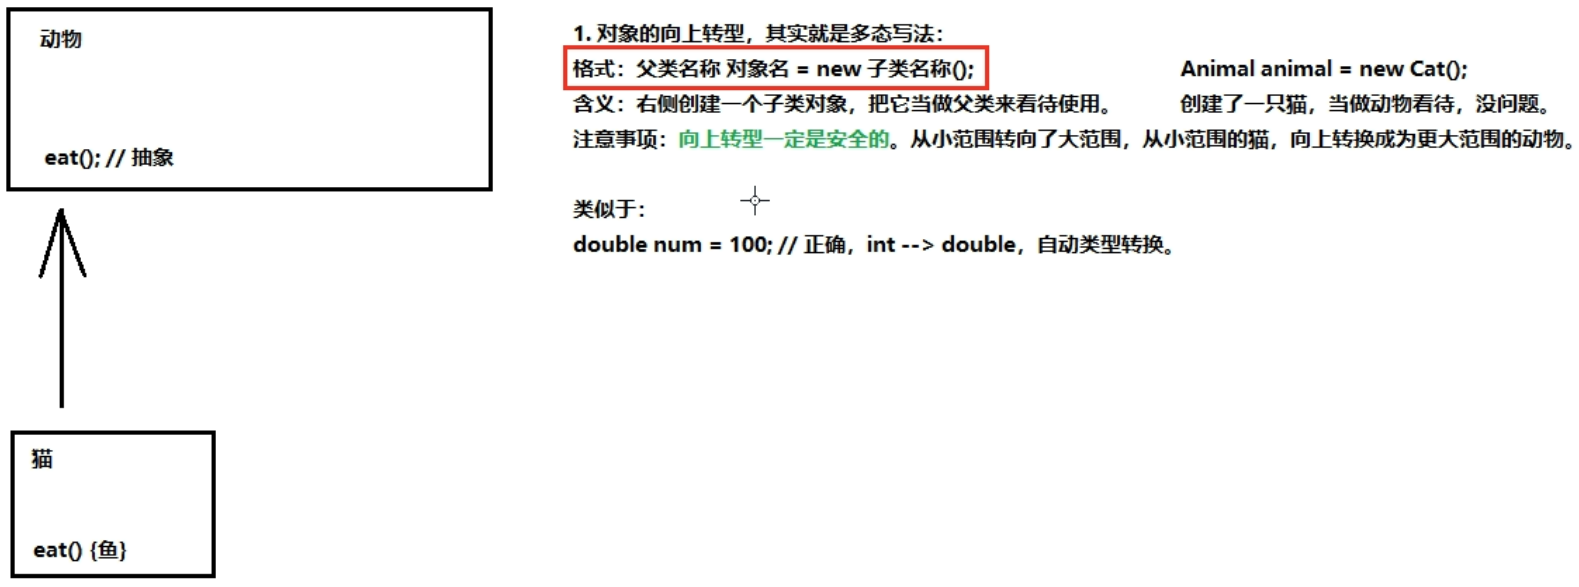 动物
eat(); // 抽象
猫
eat() {鱼}
1. 对象的向上转型，其实就是多态写法：
格式：父类名称 对象名 = new 子类名称();
Animal animal = new Cat();
含义：右侧创建一个子类对象，把它当做父类来看待使用。
创建了一只猫，当做动物看待，没问题。
注意事项：向上转型一定是安全的。从小范围转向了大范围，从小范围的猫，向上转换成为更大范围的动物。
类似于：
double num = 100; // 正确，int --> double，自动类型转换。